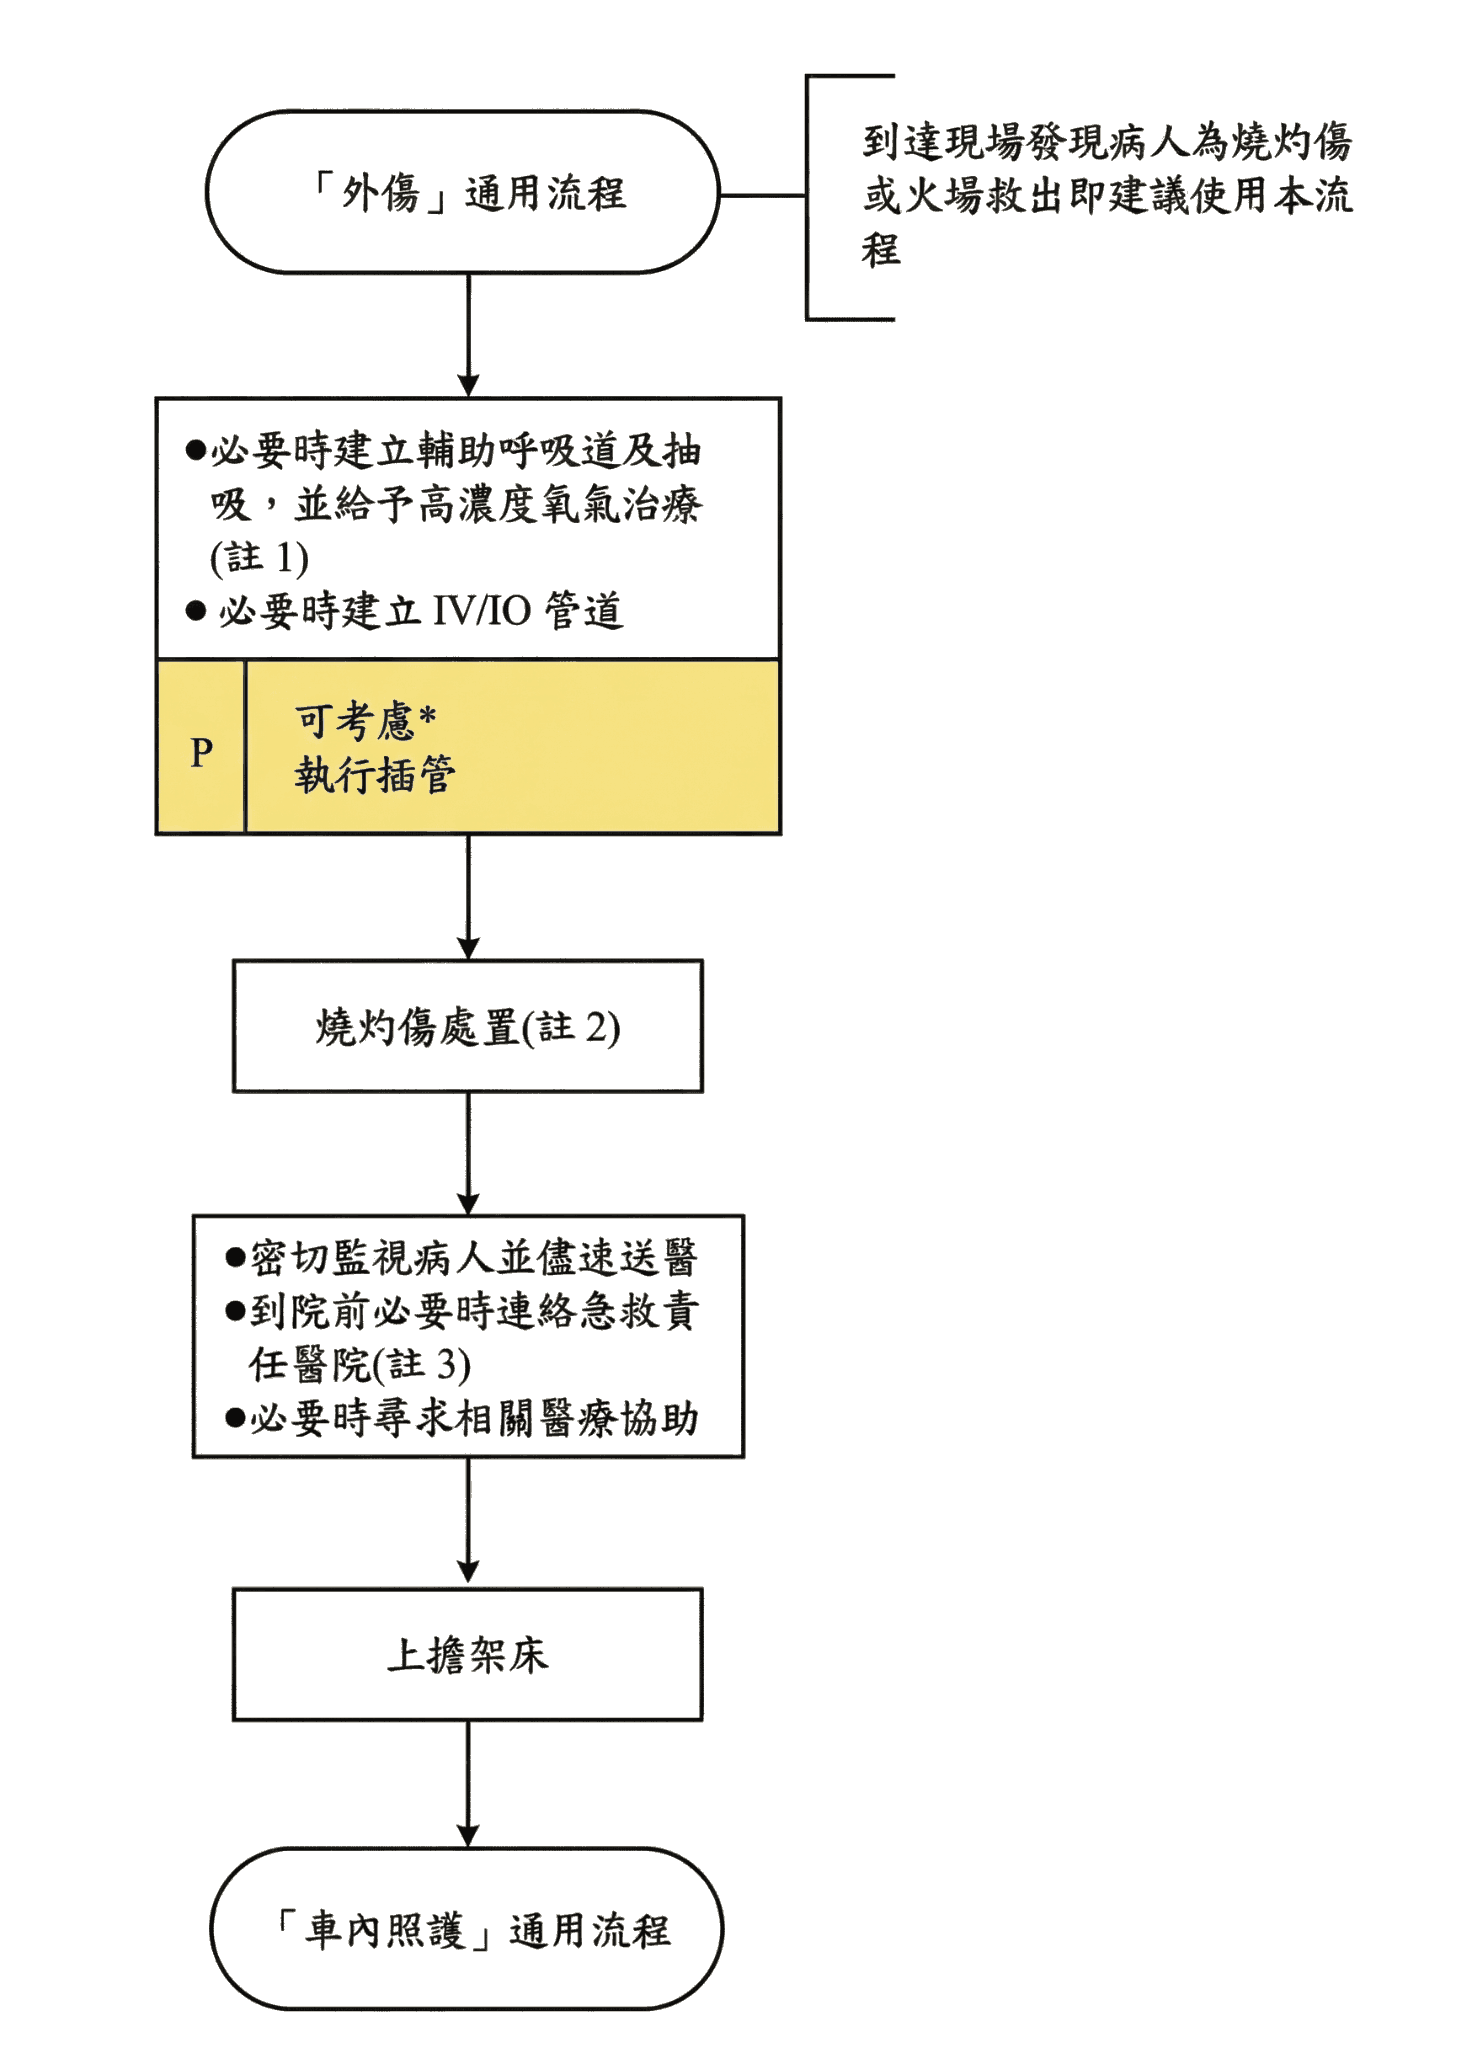 「外傷」通用流程
到達現場發現病人為燒灼傷
或火場救出即建議使用本流
程
●必要時建立輔助呼吸道及抽
吸，並給予高濃度氧氣治療
(註 1)
● 必要時建立 IV/IO 管道
P
可考慮*
執行插管
燒灼傷處置(註 2)
●密切監視病人並儘速送醫
●到院前必要時連絡急救責
任醫院(註 3)
●必要時尋求相關醫療協助
上擔架床
「車內照護」通用流程